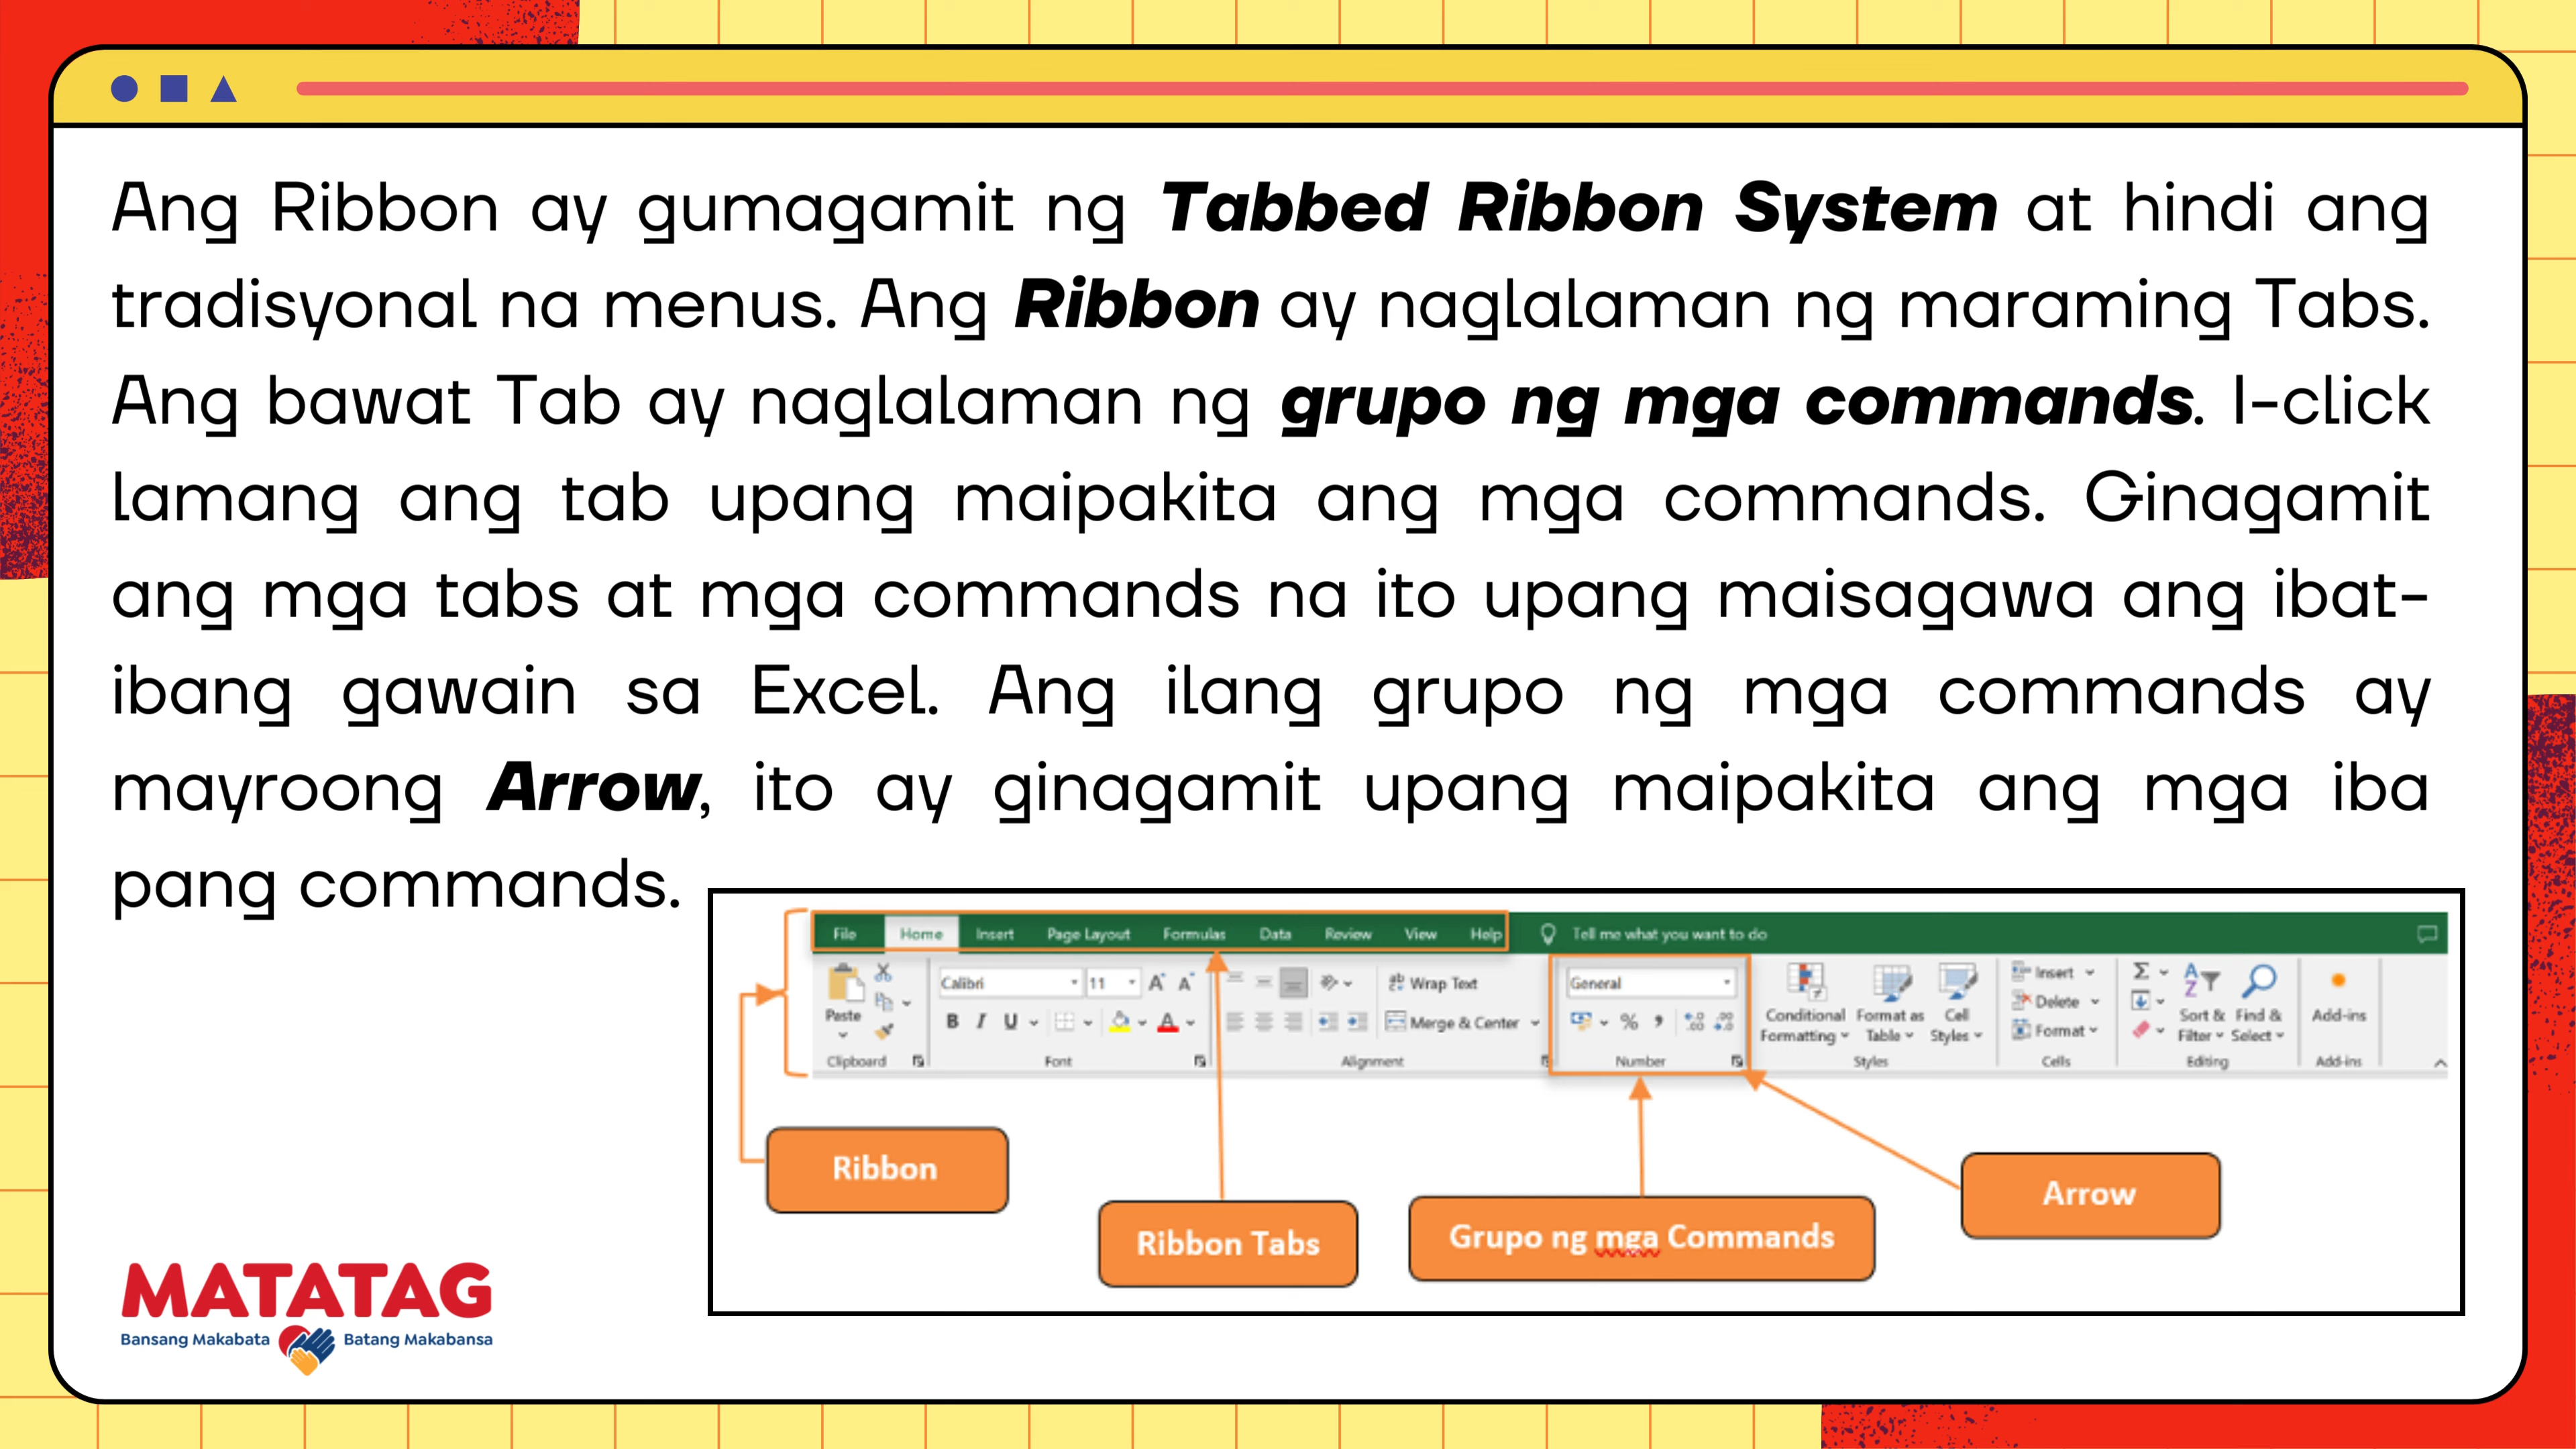 Ang Ribbon ay gumagamit ng Tabbed Ribbon System at hindi ang
tradisyonal na menus. Ang Ribbon ay naglalaman ng maraming Tabs.
Ang bawat Tab ay naglalaman ng grupo ng mga commands. I-click
lamang ang tab upang maipakita ang mga commands. Ginagamit
ang mga tabs at mga commands na ito upang maisagawa ang ibat-
ibang gawain sa Excel. Ang ilang grupo ng mga commands ay
mayroong Arrow, ito ay ginagamit upang maipakita ang mga iba
pang commands.
File Home Insert Page Layout Formulas Data Review View Help Tell me what you want to do
Calibri 11 A A ab Wrap Text General Insert Σ A Z
Paste Delete
B I U A Merge & Center % , Conditional Format as Cell Sort & Find & Add-ins
Formatting Table Styles Format Filter Select
Clipboard Font Alignment Number Styles Cells Editing Add-ins
Ribbon
Ribbon Tabs
Grupo ng mga Commands
Arrow
MATATAG
Bansang Makabata Batang Makabansa